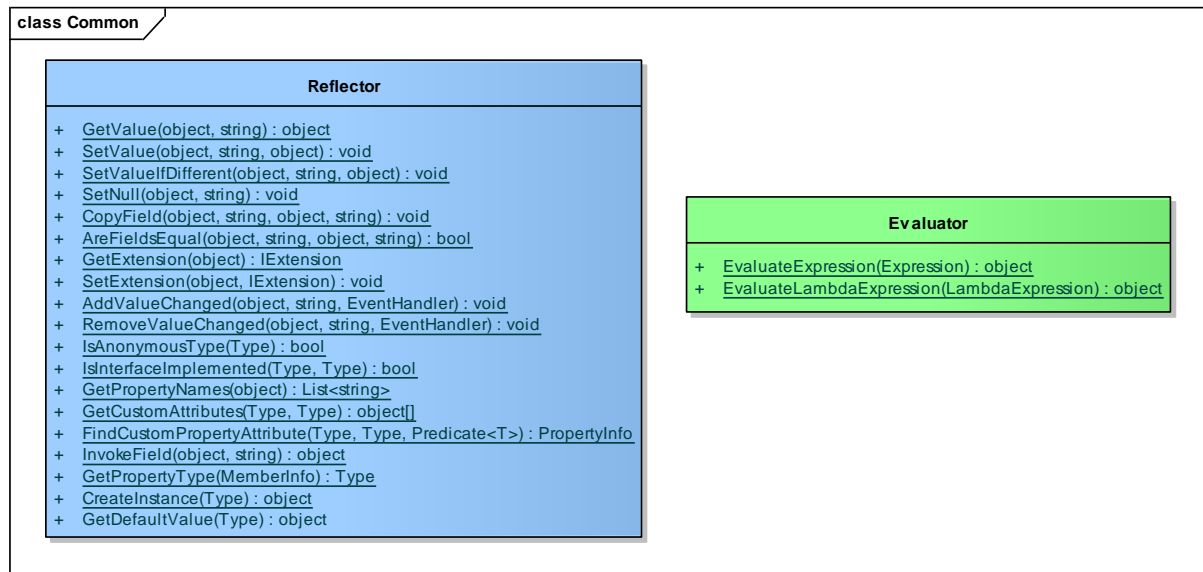 class Common
Reflector
+ GetValue(object, string) : object
+ SetValue(object, string, object) : void
+ SetValueIfDifferent(object, string, object) : void
+ SetNull(object, string) : void
+ CopyField(object, string, object, string) : void
+ AreFieldsEqual(object, string, object, string) : bool
+ GetExtension(object) : IExtension
+ SetExtension(object, IExtension) : void
+ AddValueChanged(object, string, EventHandler) : void
+ RemoveValueChanged(object, string, EventHandler) : void
+ IsAnonymousType(Type) : bool
+ IsInterfaceImplemented(Type, Type) : bool
+ GetPropertyNames(object) : List<string>
+ GetCustomAttributes(Type, Type) : object[]
+ FindCustomPropertyAttribute(Type, Type, Predicate<T>) : PropertyInfo
+ InvokeField(object, string) : object
+ GetPropertyType(MemberInfo) : Type
+ CreateInstance(Type) : object
+ GetDefaultValue(Type) : object
Evaluator
+ EvaluateExpression(Expression) : object
+ EvaluateLambdaExpression(LambdaExpression) : object